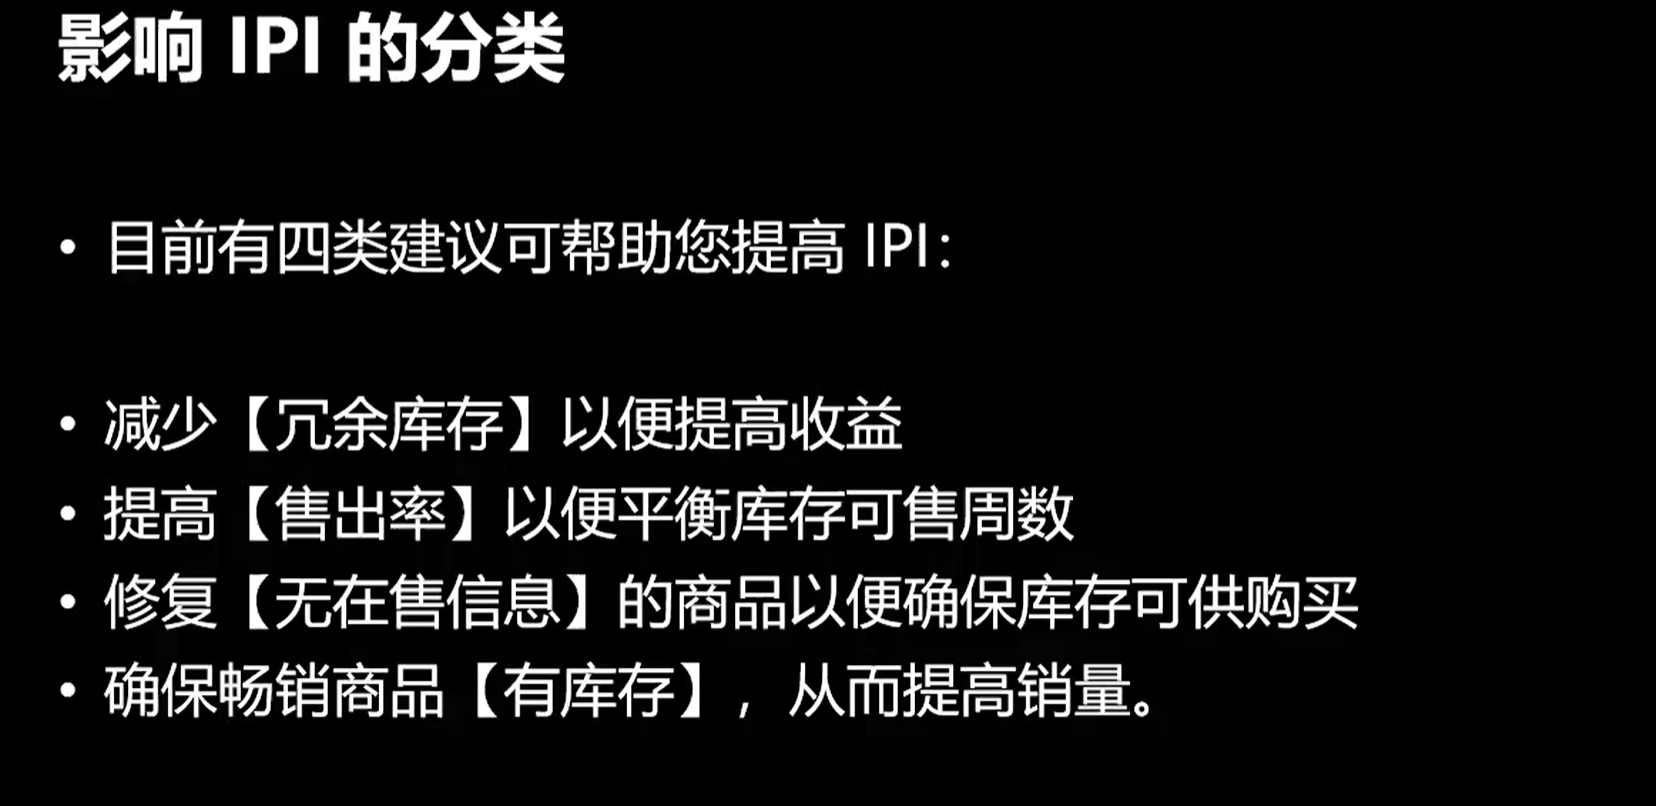 影响 IPI 的分类
• 目前有四类建议可帮助您提高 IPI：
• 减少【冗余库存】以便提高收益
• 提高【售出率】以便平衡库存可售周数
• 修复【无在售信息】的商品以便确保库存可供购买
• 确保畅销商品【有库存】，从而提高销量。